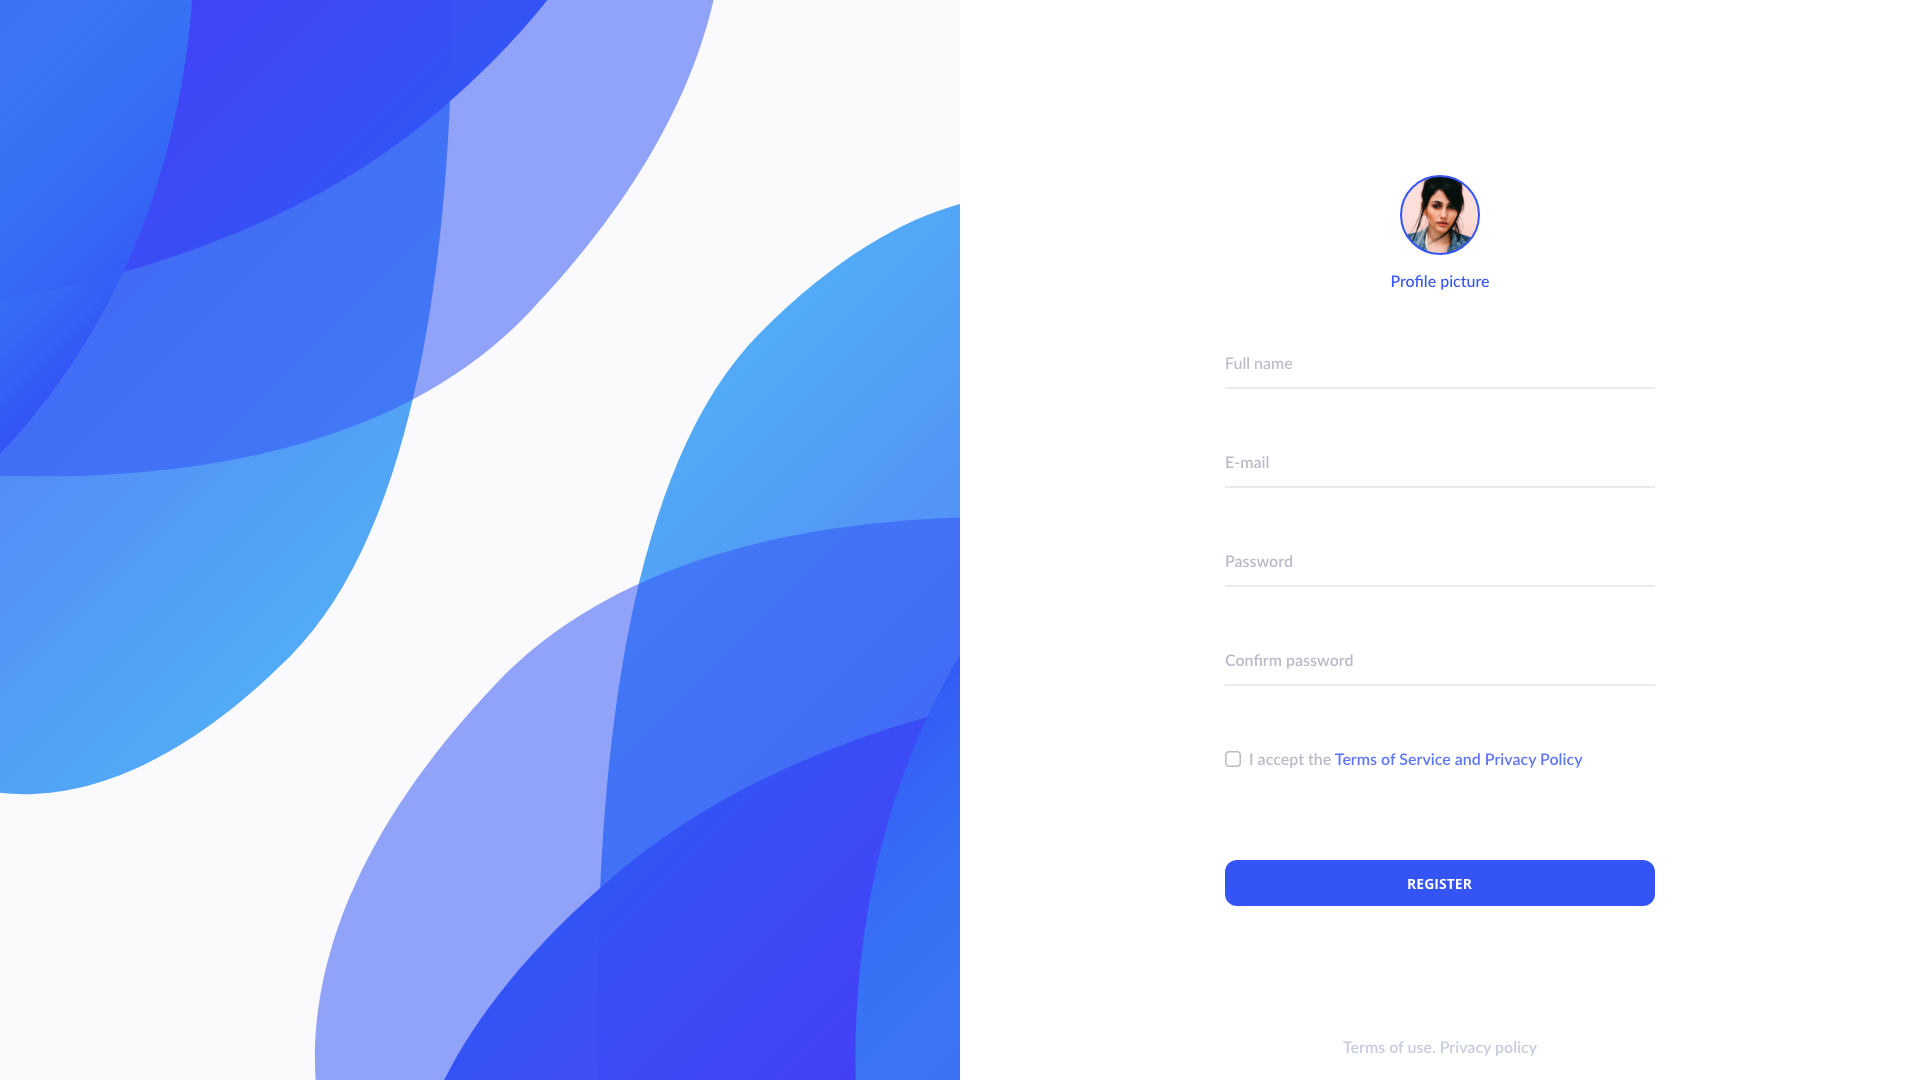 Profile picture
Full name
E-mail
Password
Confirm password
I accept the Terms of Service and Privacy Policy
REGISTER
Terms of use. Privacy policy